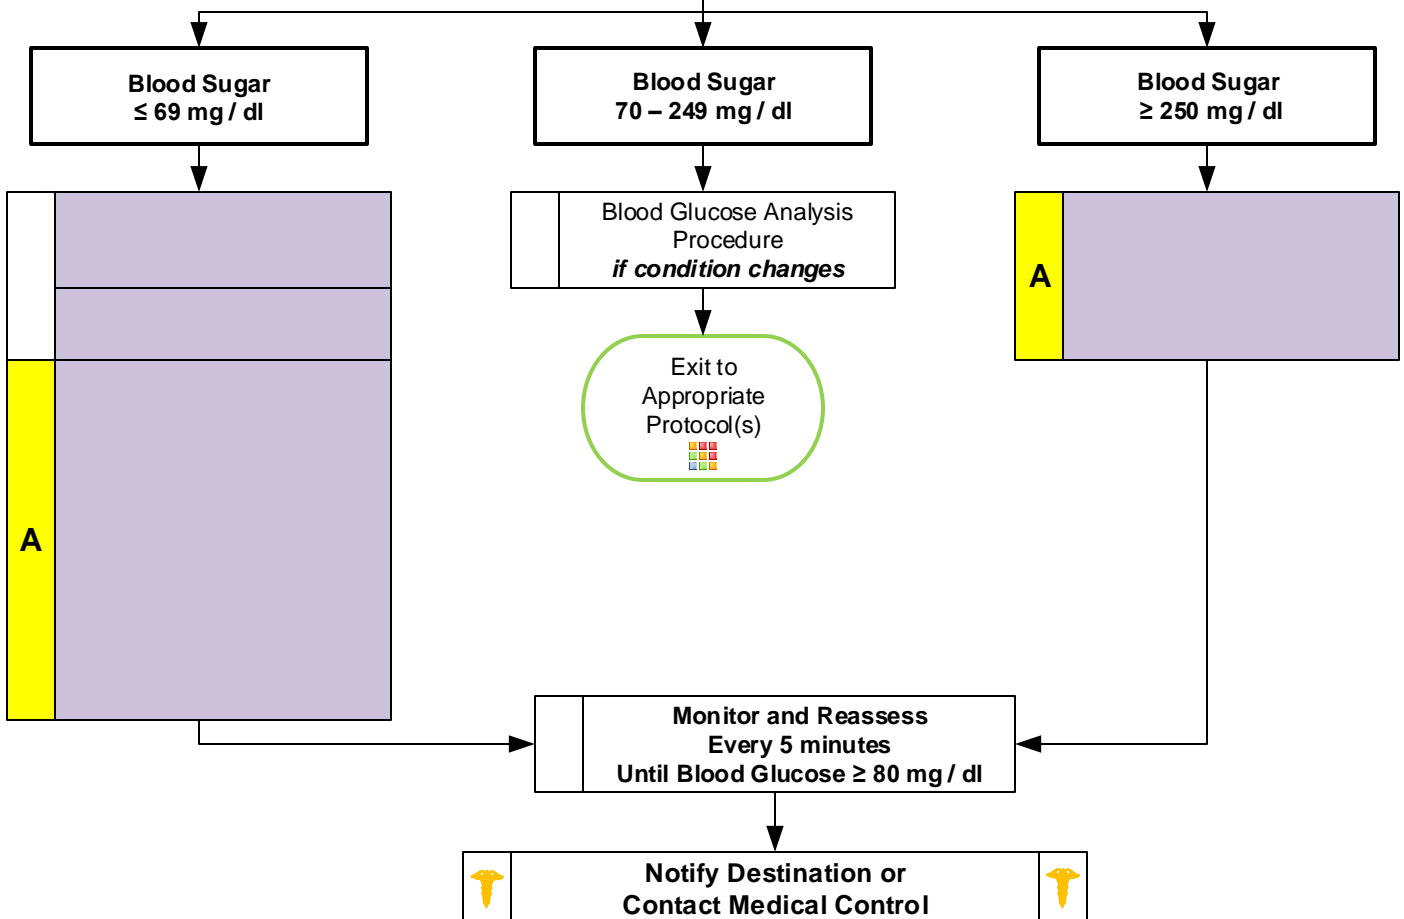 Blood Sugar
≤ 69 mg / dl
Blood Sugar
70 – 249 mg / dl
Blood Sugar
≥ 250 mg / dl
Blood Glucose Analysis
Procedure
if condition changes
A
Exit to
Appropriate
Protocol(s)
A
Monitor and Reassess
Every 5 minutes
Until Blood Glucose ≥ 80 mg / dl
Notify Destination or
Contact Medical Control